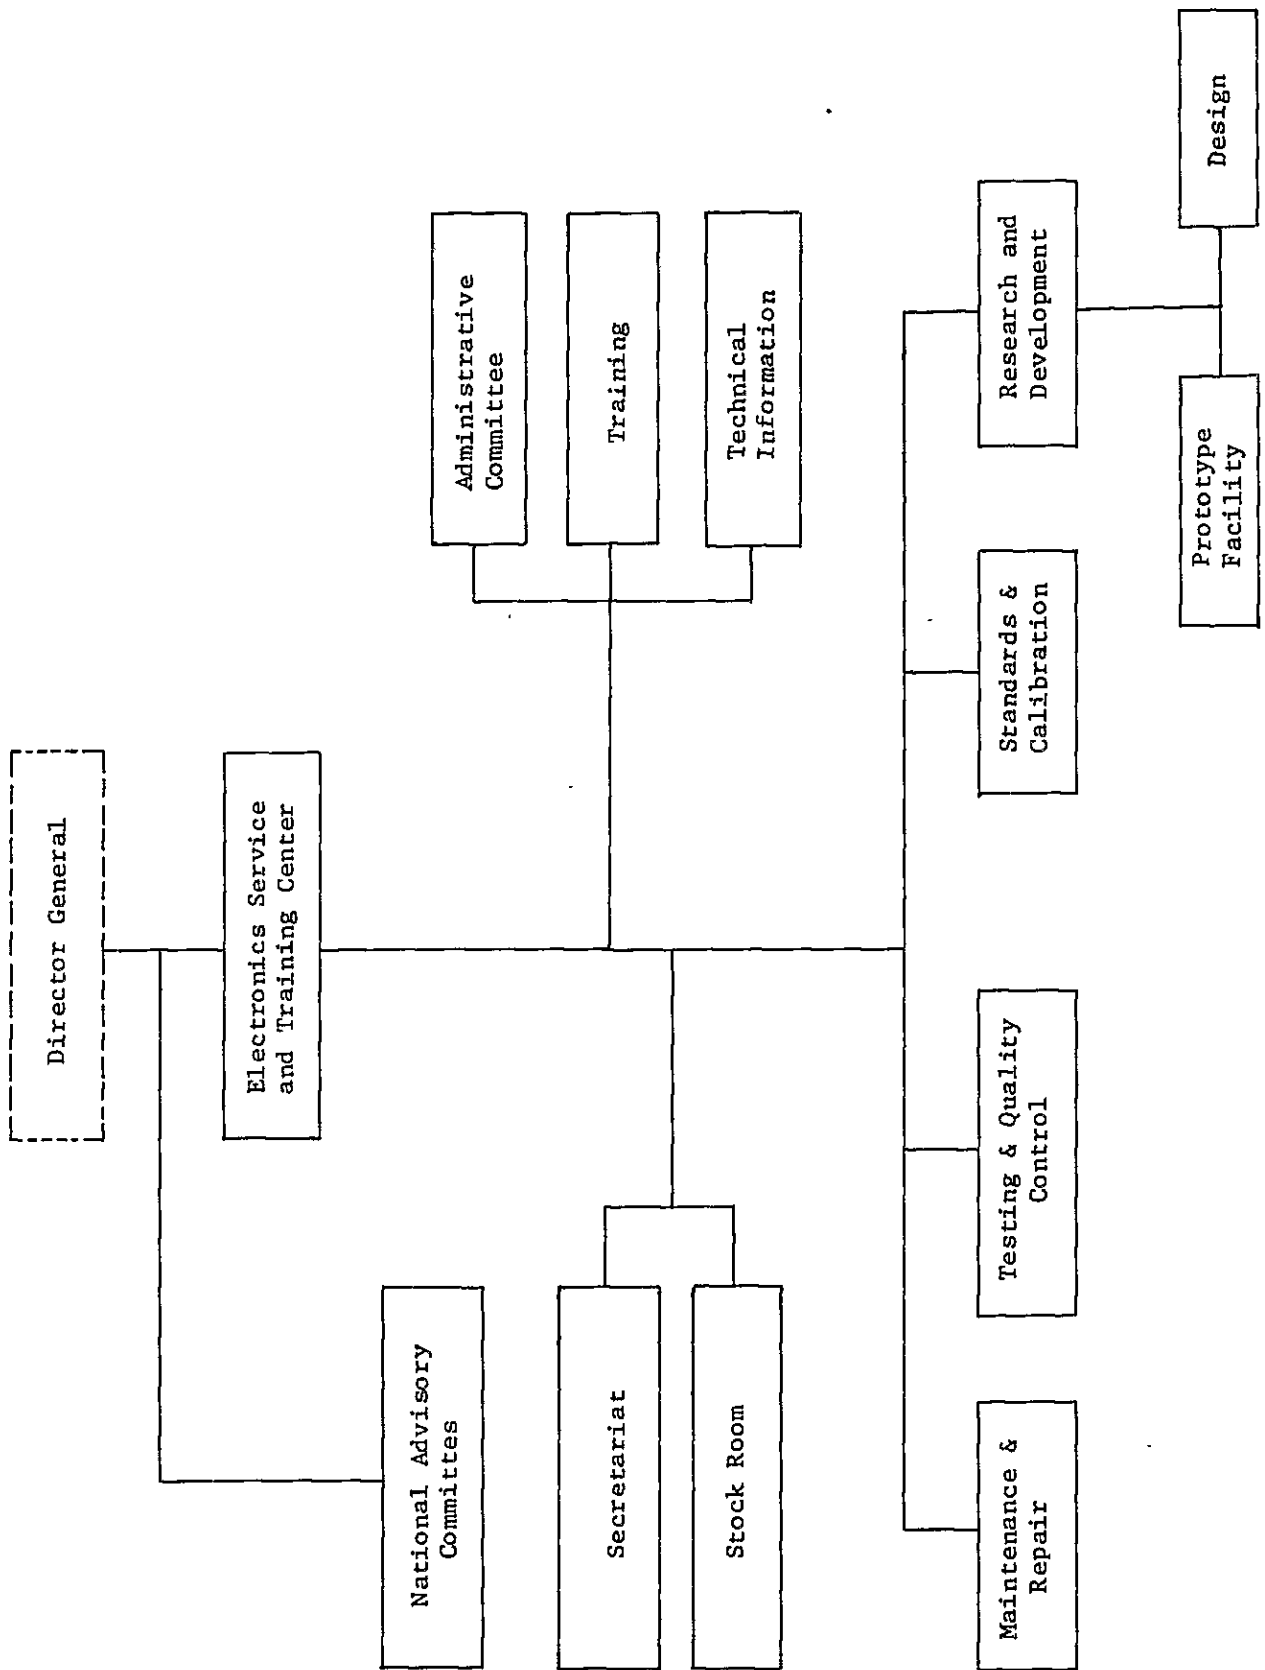 Director General
Electronics Service
and Training Center
National Advisory
Committes
Administrative
Committee
Secretariat
Training
Stock Room
Technical
Information
Maintenance &
Repair
Testing & Quality
Control
Standards &
Calibration
Research and
Development
Prototype
Facility
Design